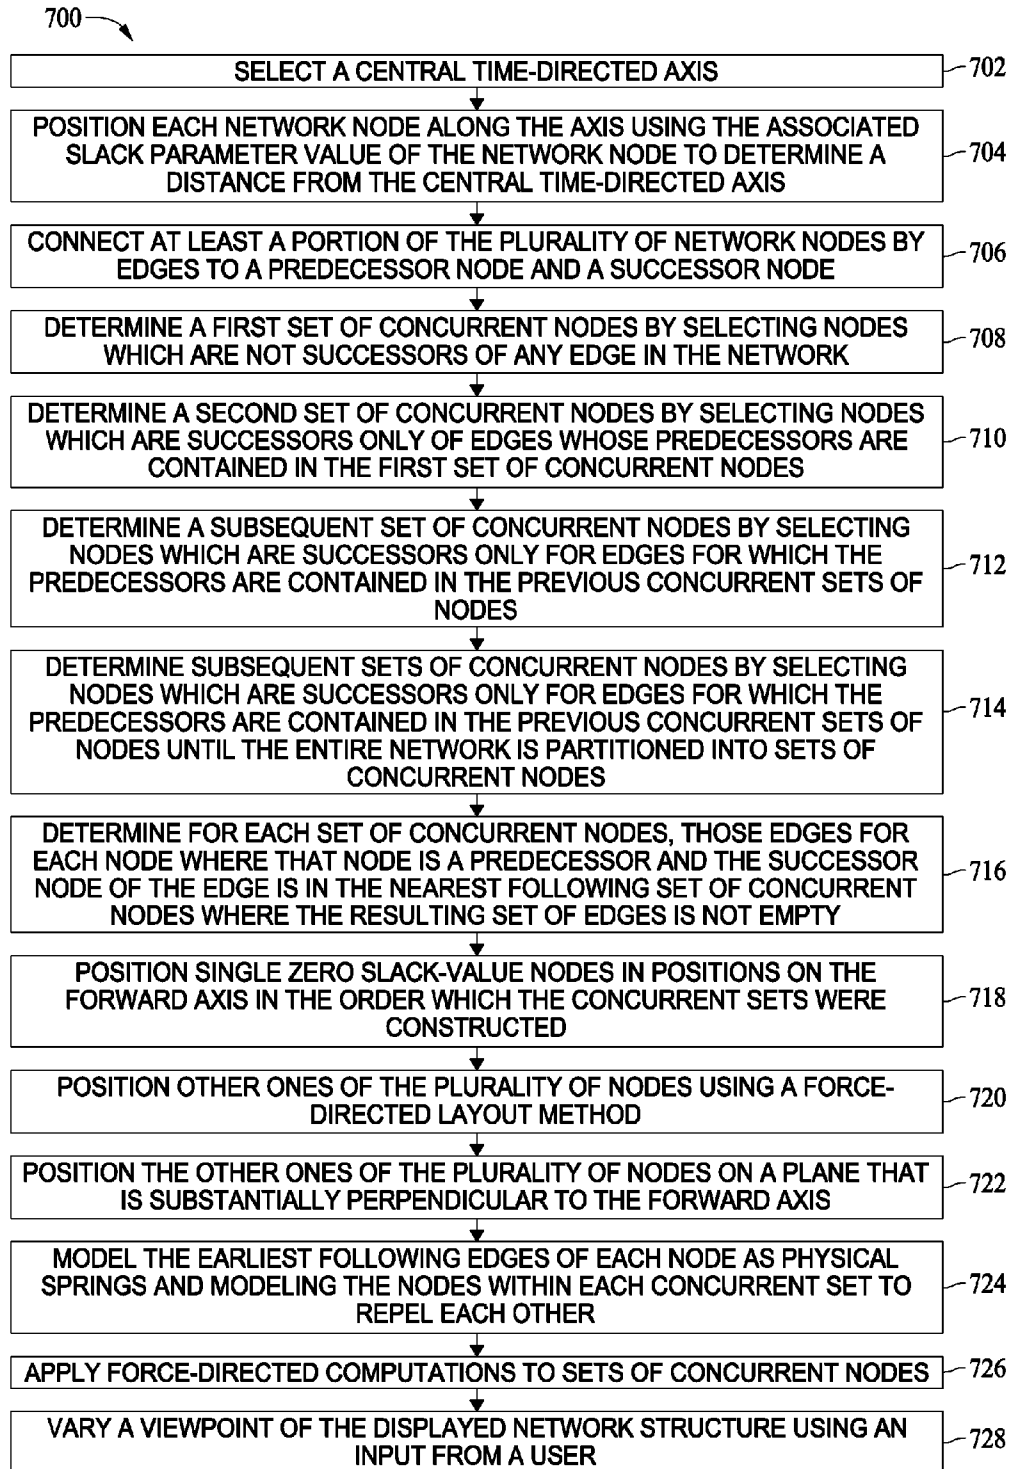 700
SELECT A CENTRAL TIME-DIRECTED AXIS
702
POSITION EACH NETWORK NODE ALONG THE AXIS USING THE ASSOCIATED
SLACK PARAMETER VALUE OF THE NETWORK NODE TO DETERMINE A
DISTANCE FROM THE CENTRAL TIME-DIRECTED AXIS
704
CONNECT AT LEAST A PORTION OF THE PLURALITY OF NETWORK NODES BY
EDGES TO A PREDECESSOR NODE AND A SUCCESSOR NODE
706
DETERMINE A FIRST SET OF CONCURRENT NODES BY SELECTING NODES
WHICH ARE NOT SUCCESSORS OF ANY EDGE IN THE NETWORK
708
DETERMINE A SECOND SET OF CONCURRENT NODES BY SELECTING NODES
WHICH ARE SUCCESSORS ONLY OF EDGES WHOSE PREDECESSORS ARE
CONTAINED IN THE FIRST SET OF CONCURRENT NODES
710
DETERMINE A SUBSEQUENT SET OF CONCURRENT NODES BY SELECTING
NODES WHICH ARE SUCCESSORS ONLY FOR EDGES FOR WHICH THE
PREDECESSORS ARE CONTAINED IN THE PREVIOUS CONCURRENT SETS OF
NODES
712
DETERMINE SUBSEQUENT SETS OF CONCURRENT NODES BY SELECTING
NODES WHICH ARE SUCCESSORS ONLY FOR EDGES FOR WHICH THE
PREDECESSORS ARE CONTAINED IN THE PREVIOUS CONCURRENT SETS OF
NODES UNTIL THE ENTIRE NETWORK IS PARTITIONED INTO SETS OF
CONCURRENT NODES
714
DETERMINE FOR EACH SET OF CONCURRENT NODES, THOSE EDGES FOR
EACH NODE WHERE THAT NODE IS A PREDECESSOR AND THE SUCCESSOR
NODE OF THE EDGE IS IN THE NEAREST FOLLOWING SET OF CONCURRENT
NODES WHERE THE RESULTING SET OF EDGES IS NOT EMPTY
716
POSITION SINGLE ZERO SLACK-VALUE NODES IN POSITIONS ON THE
FORWARD AXIS IN THE ORDER WHICH THE CONCURRENT SETS WERE
CONSTRUCTED
718
POSITION OTHER ONES OF THE PLURALITY OF NODES USING A FORCE-
DIRECTED LAYOUT METHOD
720
POSITION THE OTHER ONES OF THE PLURALITY OF NODES ON A PLANE THAT
IS SUBSTANTIALLY PERPENDICULAR TO THE FORWARD AXIS
722
MODEL THE EARLIEST FOLLOWING EDGES OF EACH NODE AS PHYSICAL
SPRINGS AND MODELING THE NODES WITHIN EACH CONCURRENT SET TO
REPEL EACH OTHER
724
APPLY FORCE-DIRECTED COMPUTATIONS TO SETS OF CONCURRENT NODES
726
VARY A VIEWPOINT OF THE DISPLAYED NETWORK STRUCTURE USING AN
INPUT FROM A USER
728